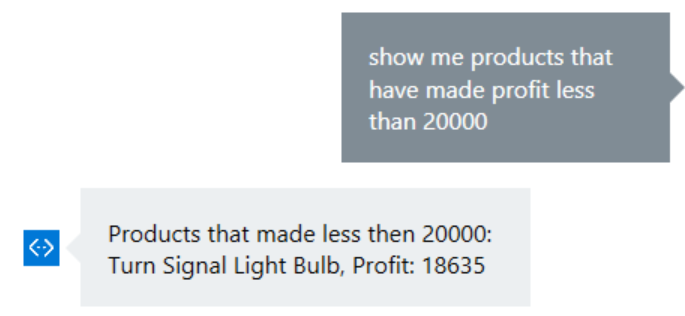 show me products that
have made profit less
than 20000
Products that made less then 20000:
Turn Signal Light Bulb, Profit: 18635